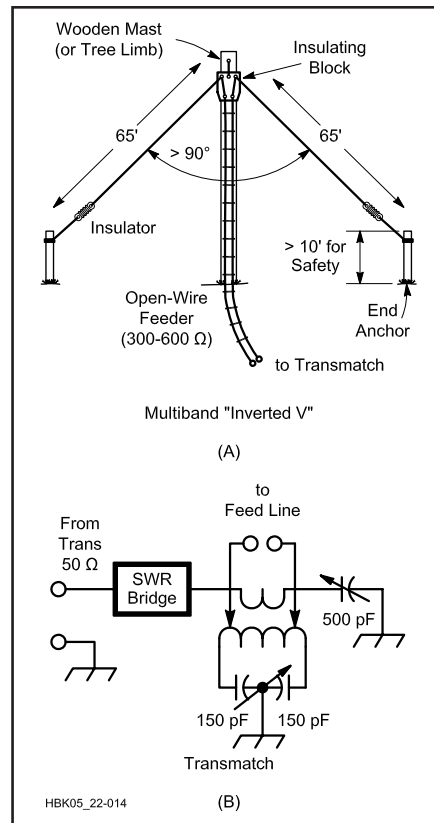 Wooden Mast
(or Tree Limb)
Insulating
Block
65'
65'
> 90°
Insulator
> 10' for
Safety
Open-Wire
Feeder
(300-600 Ω)
End
Anchor
to Transmatch
Multiband "Inverted V"
(A)
to
Feed Line
From
Trans
50 Ω
SWR
Bridge
500 pF
150 pF
150 pF
Transmatch
HBK05_22-014
(B)